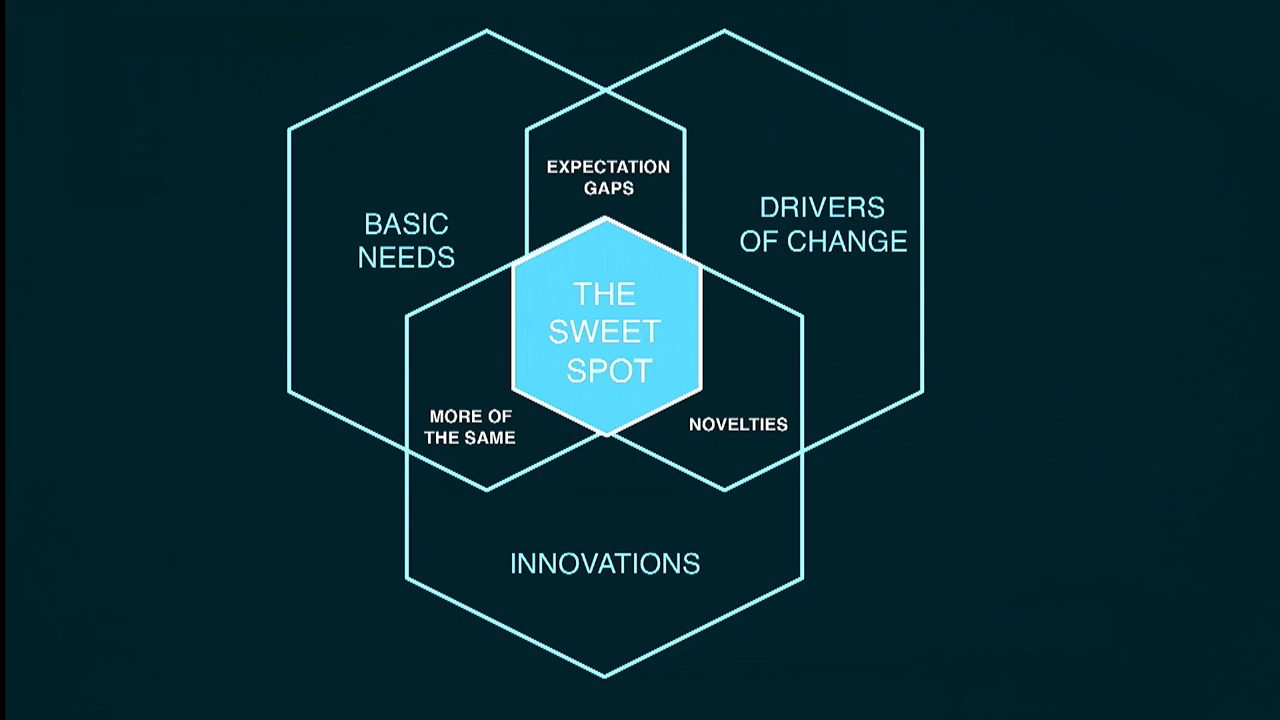 EXPECTATION
GAPS
BASIC
NEEDS
DRIVERS
OF CHANGE
THE
SWEET
SPOT
MORE OF
THE SAME
NOVELTIES
INNOVATIONS